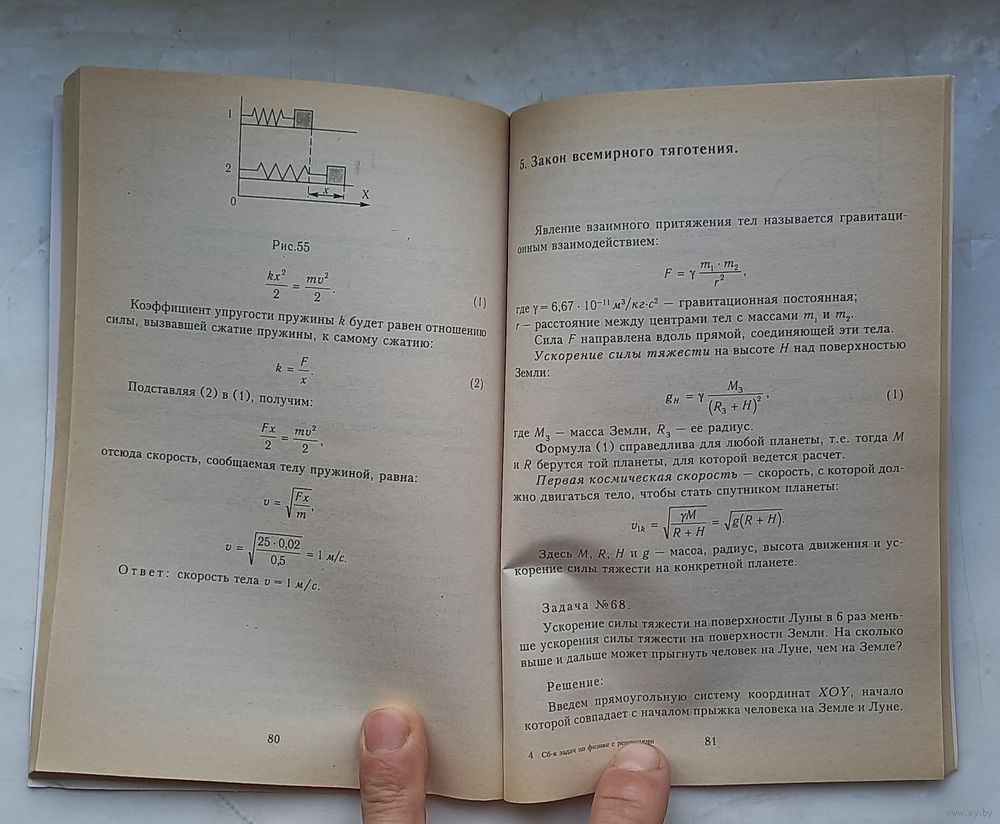 1
2
0
x
X
Рис.55
kx²/2 = mv²/2.
(1)
Коэффициент упругости пружины k будет равен отношению
силы, вызвавшей сжатие пружины, к самому сжатию:
k = F/x.
(2)
Подставляя (2) в (1), получим:
Fx/2 = mv²/2,
отсюда скорость, сообщаемая телу пружиной, равна:
v = √(Fx/m),
v = √(25·0,02/0,5) = 1 м/с.
Ответ: скорость тела v = 1 м/с.
80
5. Закон всемирного тяготения.
Явление взаимного притяжения тел называется гравитаци-
онным взаимодействием:
F = γ m₁·m₂/r²,
где γ = 6,67·10⁻¹¹ м³/кг·с² — гравитационная постоянная;
r — расстояние между центрами тел с массами m₁ и m₂.
Сила F направлена вдоль прямой, соединяющей эти тела.
Ускорение силы тяжести на высоте H над поверхностью
Земли:
g_H = γ M₃/(R₃ + H)²,
(1)
где M₃ — масса Земли, R₃ — ее радиус.
Формула (1) справедлива для любой планеты, т.е. тогда M
и R берутся той планеты, для которой ведется расчет.
Первая космическая скорость — скорость, с которой дол-
жно двигаться тело, чтобы стать спутником планеты:
v₁ₖ = √(γM/(R + H)) = √(g(R + H)).
Здесь M, R, H и g — масоа, радиус, высота движения и ус-
корение силы тяжести на конкретной планете.
Задача №68.
Ускорение силы тяжести на поверхности Луны в 6 раз мень-
ше ускорения силы тяжести на поверхности Земли. На сколько
выше и дальше может прыгнуть человек на Луне, чем на Земле?
Решение:
Введем прямоугольную систему координат XOY, начало
которой совпадает с началом прыжка человека на Земле и Луне.
4 Сб-к задач по физике с решениями
81
www.ay.by